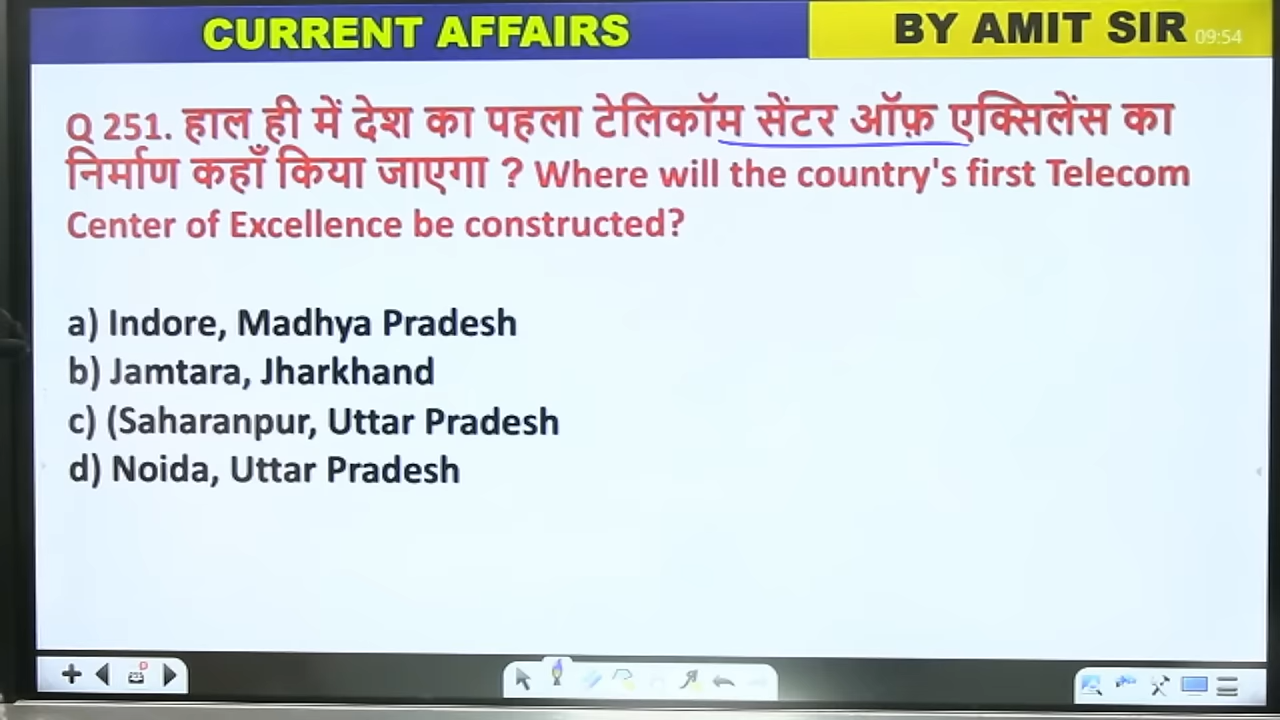 CURRENT AFFAIRS
BY AMIT SIR
09:54
Q 251. हाल ही में देश का पहला टेलिकॉम सेंटर ऑफ़ एक्सिलेंस का
निर्माण कहाँ किया जाएगा ? Where will the country's first Telecom
Center of Excellence be constructed?
a) Indore, Madhya Pradesh
b) Jamtara, Jharkhand
c) (Saharanpur, Uttar Pradesh
d) Noida, Uttar Pradesh